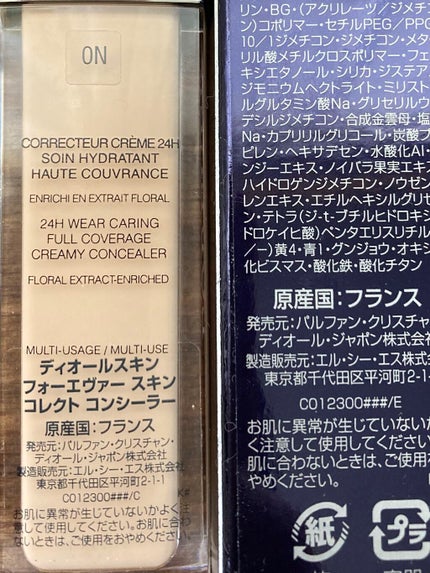 0N
CORRECTEUR CRÈME 24H
SOIN HYDRATANT
HAUTE COUVRANCE
ENRICHI EN EXTRAIT FLORAL
24H WEAR CARING
FULL COVERAGE
CREAMY CONCEALER
FLORAL EXTRACT-ENRICHED
MULTI-USAGE / MULTI-USE
ディオールスキン
フォーエヴァー スキン
コレクト コンシーラー
原産国：フランス
発売元：パルファン・クリスチャン・
ディオール・ジャポン株式会社
製造販売元：エル・シー・エス株式会社
東京都千代田区平河町2-1-1
C012300###/C
お肌に異常が生じていないかよく注
意して使用してください。お肌に合わ
ないときは、ご使用をおやめください。
リン・BG・(アクリレーツ/ジメチコ
ン)コポリマー・セチルPEG/PPG
10/1ジメチコン・ジメチコン・メタ
リル酸メチルクロスポリマー・フェ
キシエタノール・シリカ・ジステア
ジモニウムヘクトライト・ミリスト
ルグルタミン酸Na・グリセリルウ
デシルジメチコン・合成金雲母・塩
Na・カプリリルグリコール・炭酸プ
ピレン・ヘキサデセン・水酸化Al・
ンジーエキス・ノイバラ果実エキス
ハイドロゲンジメチコン・ノウゼン
レンエキス・エチルヘキシルグリセ
ン・テトラ(ジ-t-ブチルヒドロキシ
ドロケイヒ酸)ペンタエリスリチル
/−)黄4・青1・グンジョウ・オキシ
化ビスマス・酸化鉄・酸化チタン
原産国：フランス
発売元：パルファン・クリスチャ
ディオール・ジャポン株式会
製造販売元：エル・シー・エス株式会
東京都千代田区平河町2-
C012300###/E
お肌に異常が生じていないか
く注意して使用してください
肌に合わないときは、ご使用
やめください。
紙
プラ